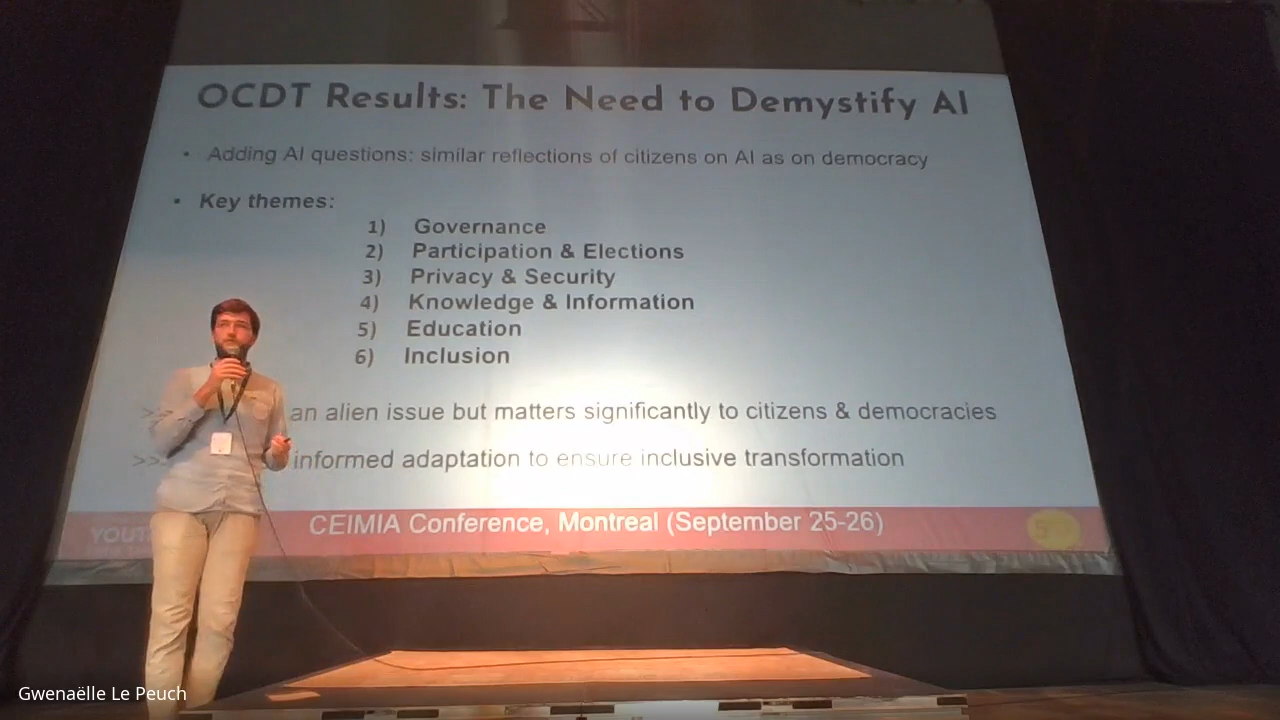 OCDT Results: The Need to Demystify AI
• Adding AI questions: similar reflections of citizens on AI as on democracy
• Key themes:
1) Governance
2) Participation & Elections
3) Privacy & Security
4) Knowledge & Information
5) Education
6) Inclusion
>> an alien issue but matters significantly to citizens & democracies
>> informed adaptation to ensure inclusive transformation
YOUT
CEIMIA Conference, Montreal (September 25-26)
Gwenaëlle Le Peuch